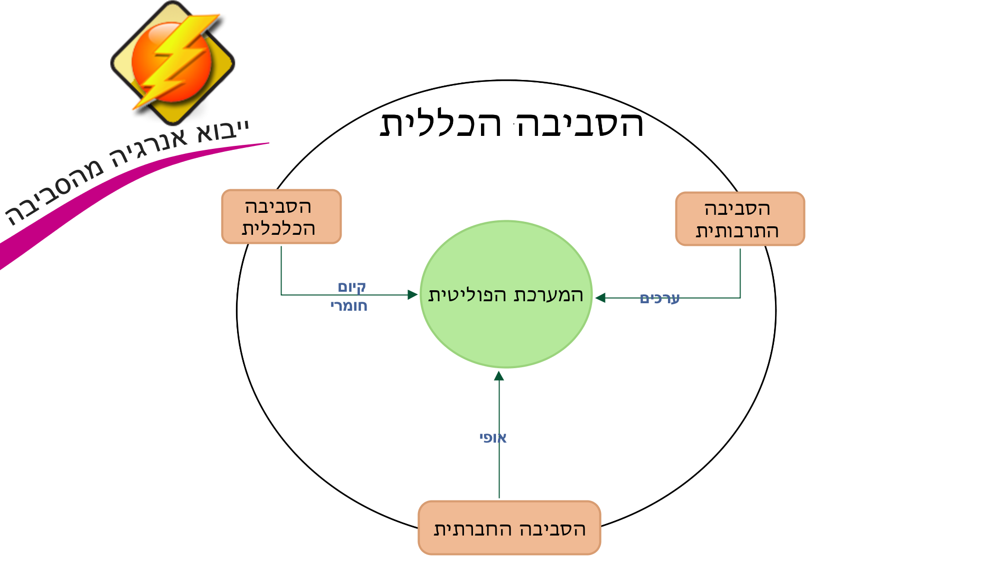 ייבוא אנרגיה מהסביבה
הסביבה הכללית
הסביבה
התרבותית
הסביבה
הכלכלית
ערכים
המערכת הפוליטית
קיום
חומרי
אופי
הסביבה החברתית